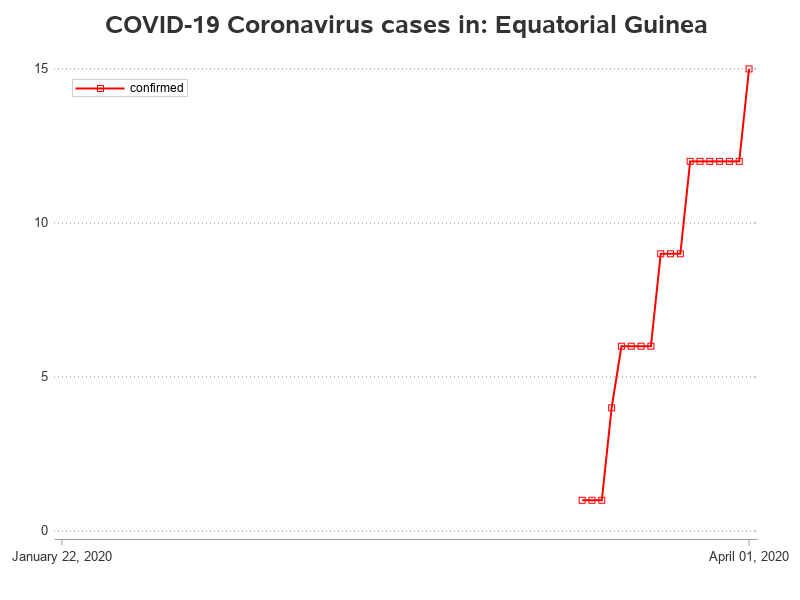 COVID-19 Coronavirus cases in: Equatorial Guinea
15
confirmed
10
5
0
January 22, 2020
April 01, 2020